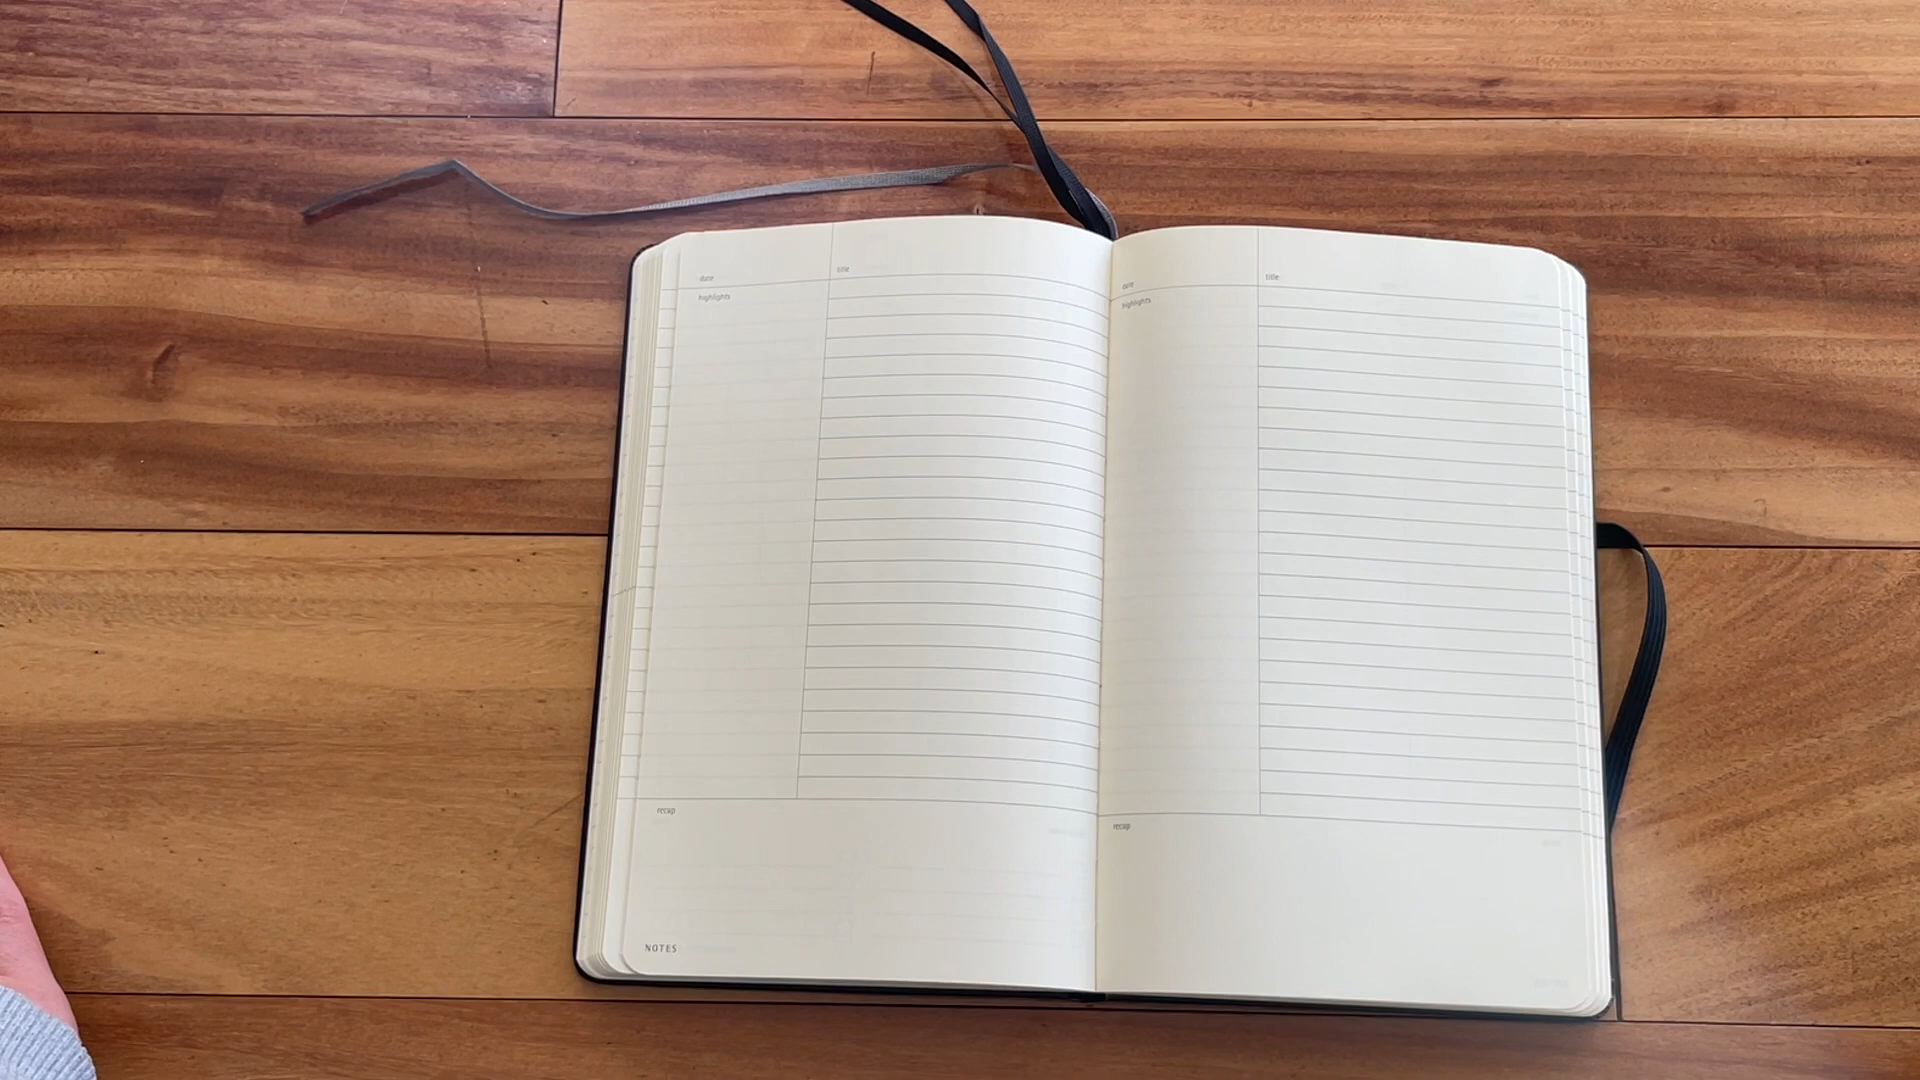 date title
highlights
recap
NOTES
date title
highlights
recap